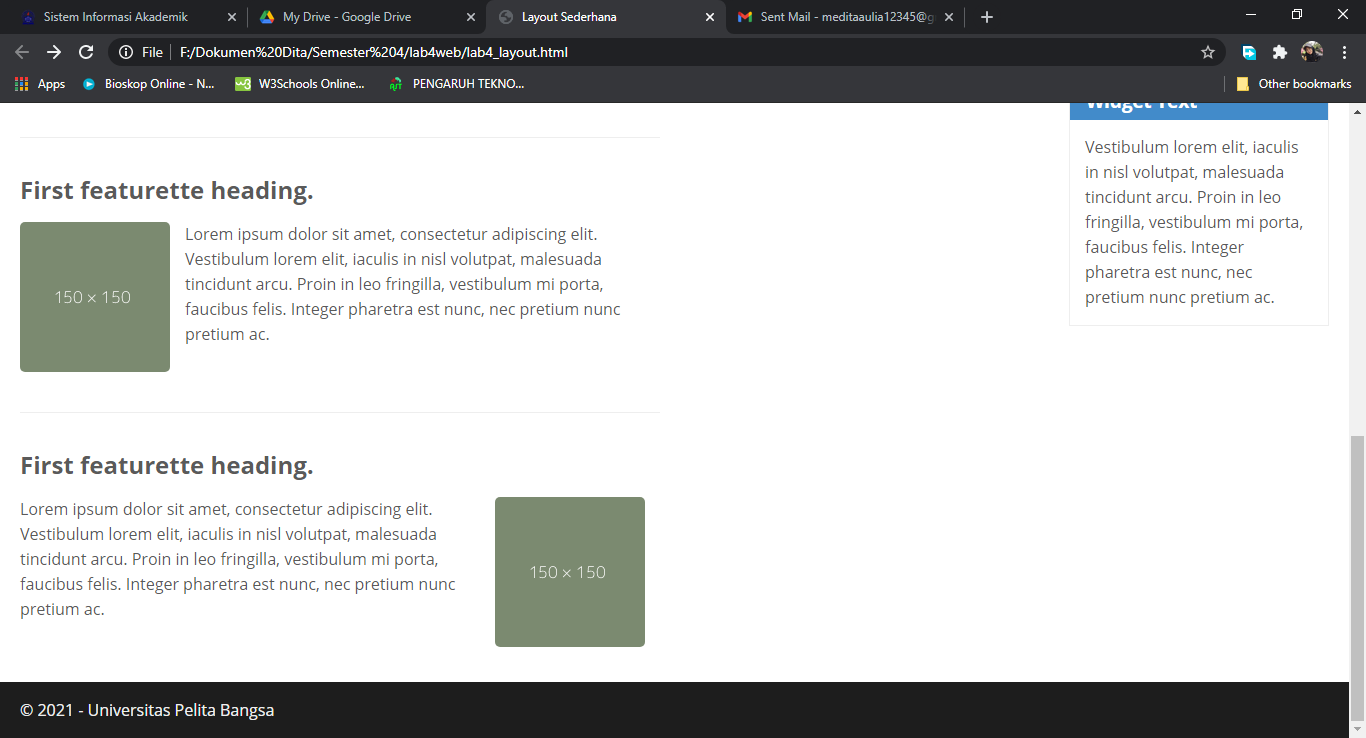 Sistem Informasi Akademik
My Drive - Google Drive
Layout Sederhana
Sent Mail - meditaaulia12345@g
File
F:/Dokumen%20Dita/Semester%204/lab4web/lab4_layout.html
Apps
Bioskop Online - N...
W3Schools Online...
PENGARUH TEKNO...
Other bookmarks
First featurette heading.
150 × 150
Lorem ipsum dolor sit amet, consectetur adipiscing elit.
Vestibulum lorem elit, iaculis in nisl volutpat, malesuada
tincidunt arcu. Proin in leo fringilla, vestibulum mi porta,
faucibus felis. Integer pharetra est nunc, nec pretium nunc
pretium ac.
First featurette heading.
Lorem ipsum dolor sit amet, consectetur adipiscing elit.
Vestibulum lorem elit, iaculis in nisl volutpat, malesuada
tincidunt arcu. Proin in leo fringilla, vestibulum mi porta,
faucibus felis. Integer pharetra est nunc, nec pretium nunc
pretium ac.
150 × 150
Widget Text
Vestibulum lorem elit, iaculis
in nisl volutpat, malesuada
tincidunt arcu. Proin in leo
fringilla, vestibulum mi porta,
faucibus felis. Integer
pharetra est nunc, nec
pretium nunc pretium ac.
© 2021 - Universitas Pelita Bangsa